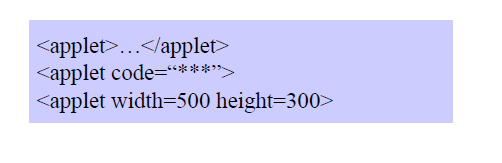 <applet>…</applet>
<applet code=“***”>
<applet width=500 height=300>